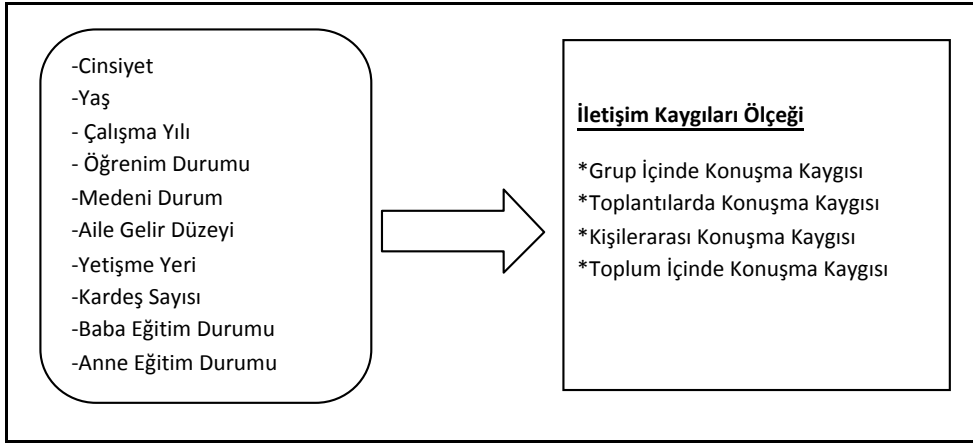 -Cinsiyet
-Yaş
- Çalışma Yılı
- Öğrenim Durumu
-Medeni Durum
-Aile Gelir Düzeyi
-Yetişme Yeri
-Kardeş Sayısı
-Baba Eğitim Durumu
-Anne Eğitim Durumu
İletişim Kaygıları Ölçeği
*Grup İçinde Konuşma Kaygısı
*Toplantılarda Konuşma Kaygısı
*Kişilerarası Konuşma Kaygısı
*Toplum İçinde Konuşma Kaygısı